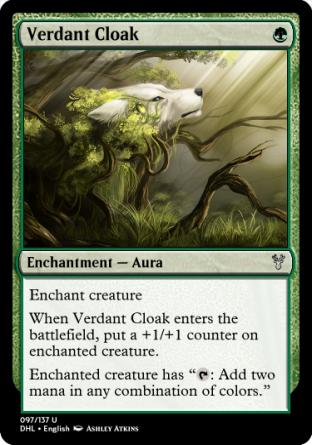 Verdant Cloak
Enchantment — Aura
Enchant creature
When Verdant Cloak enters the
battlefield, put a +1/+1 counter on
enchanted creature.
Enchanted creature has “: Add two
mana in any combination of colors.”
097/137 U
DHL • English ASHLEY ATKINS